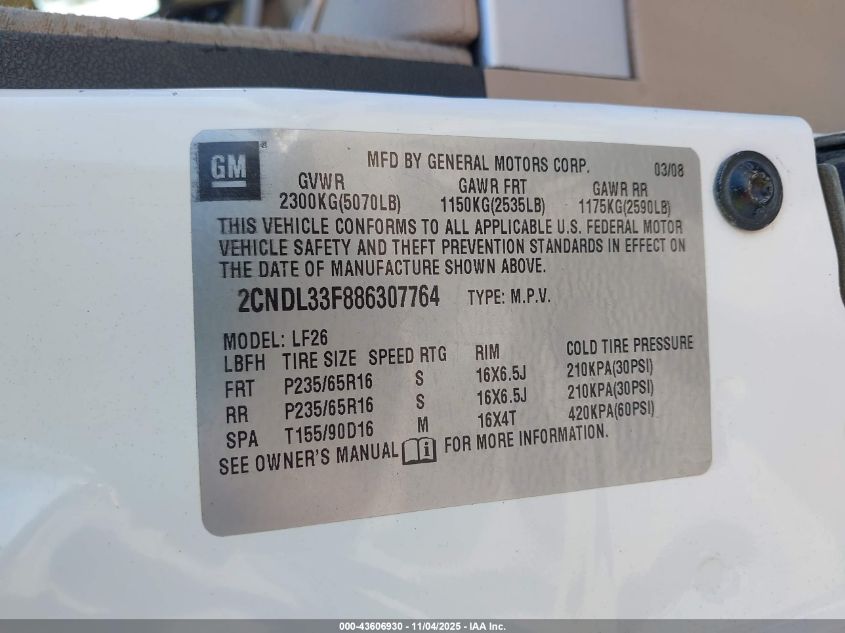 GM
MFD BY GENERAL MOTORS CORP. 03/08
GVWR GAWR FRT GAWR RR
2300KG(5070LB) 1150KG(2535LB) 1175KG(2590LB)
THIS VEHICLE CONFORMS TO ALL APPLICABLE U.S. FEDERAL MOTOR
VEHICLE SAFETY AND THEFT PREVENTION STANDARDS IN EFFECT ON
THE DATE OF MANUFACTURE SHOWN ABOVE.
2CNDL33F886307764 TYPE: M.P.V.
MODEL: LF26
LBFH TIRE SIZE SPEED RTG RIM COLD TIRE PRESSURE
FRT P235/65R16 S 16X6.5J 210KPA(30PSI)
RR P235/65R16 S 16X6.5J 210KPA(30PSI)
SPA T155/90D16 M 16X4T 420KPA(60PSI)
SEE OWNER'S MANUAL i FOR MORE INFORMATION.
000-43606930 - 11/04/2025 - IAA Inc.